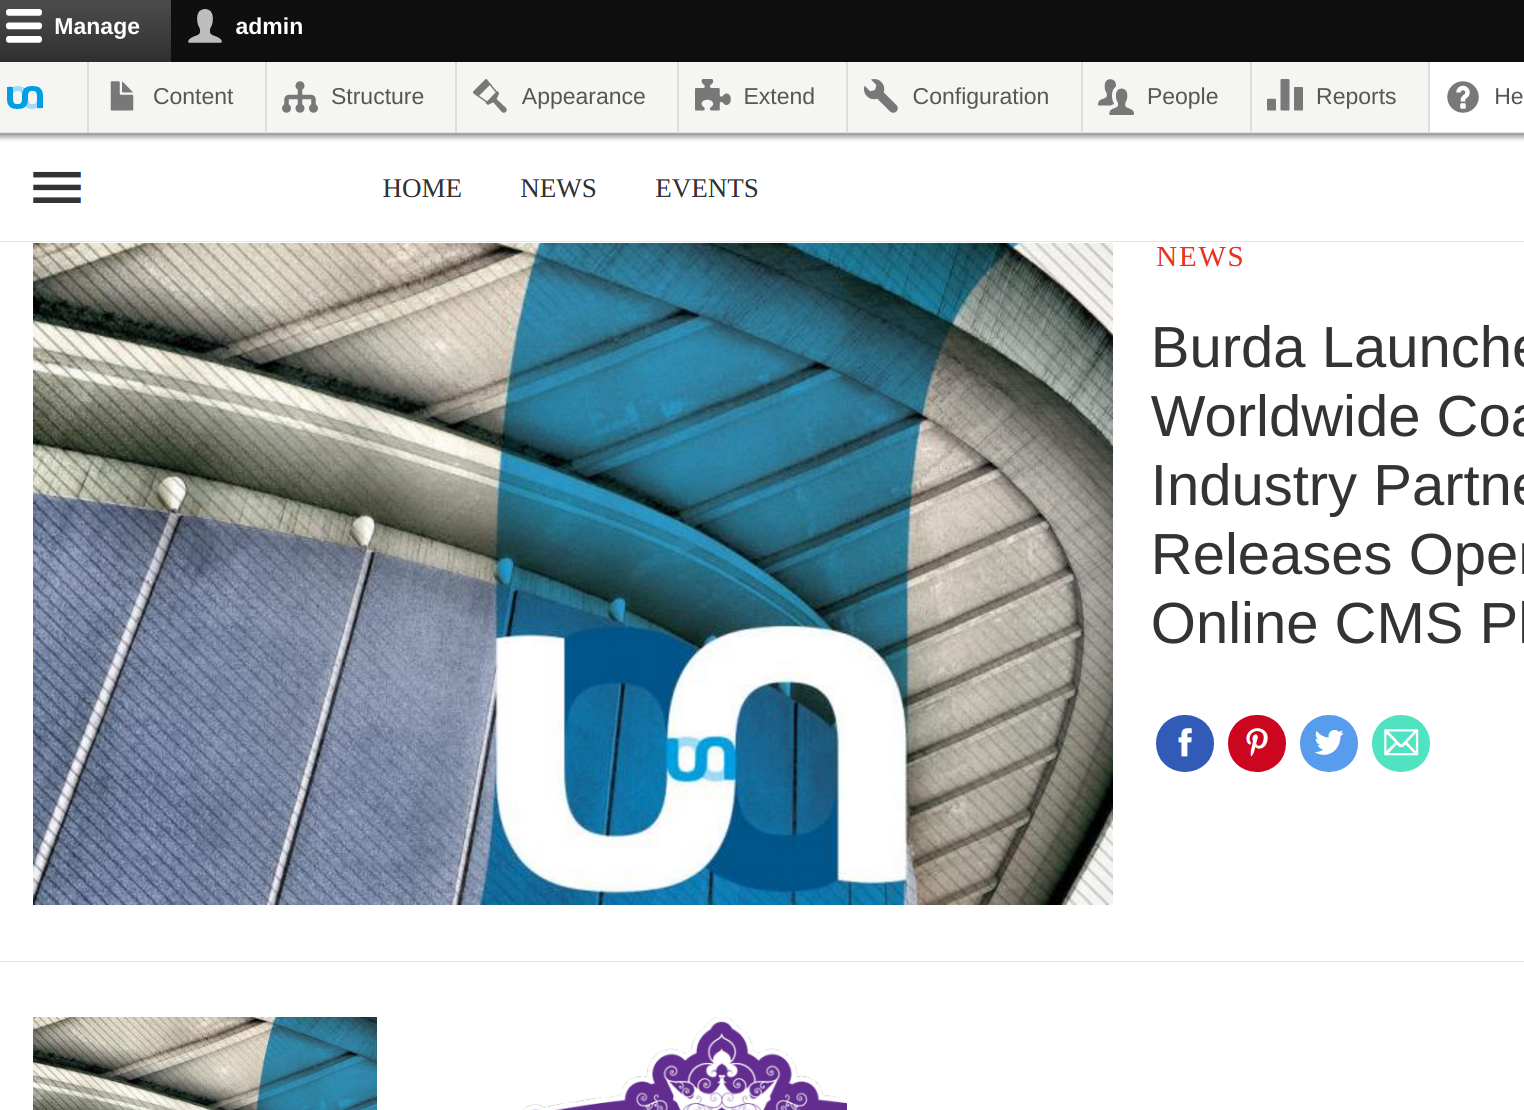 Manage admin
Content Structure Appearance Extend Configuration People Reports He
HOME NEWS EVENTS
NEWS
Burda Launche
Worldwide Coa
Industry Partne
Releases Oper
Online CMS Pl